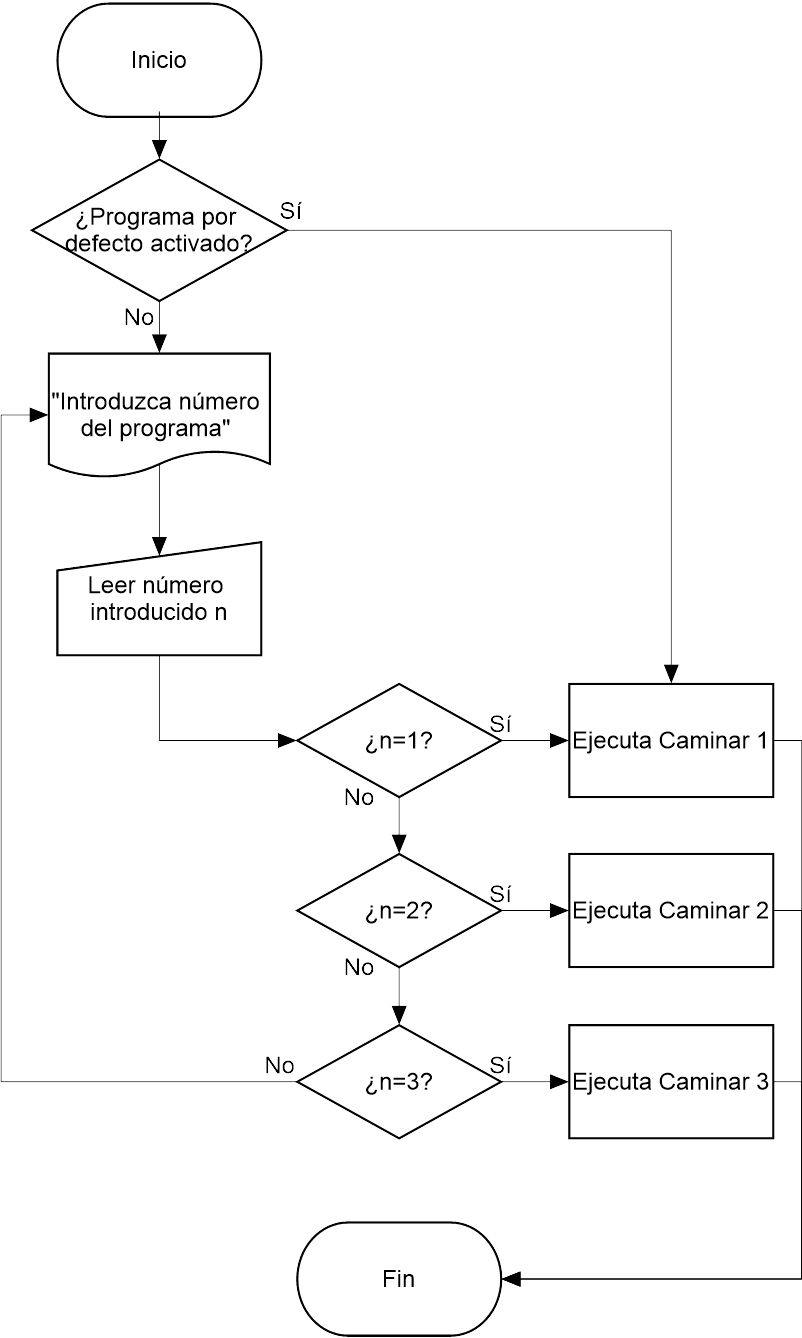 Inicio
¿Programa por
defecto activado?
Sí
No
"Introduzca número
del programa"
Leer número
introducido n
¿n=1?
Sí
Ejecuta Caminar 1
No
¿n=2?
Sí
Ejecuta Caminar 2
No
¿n=3?
No
Sí
Ejecuta Caminar 3
Fin